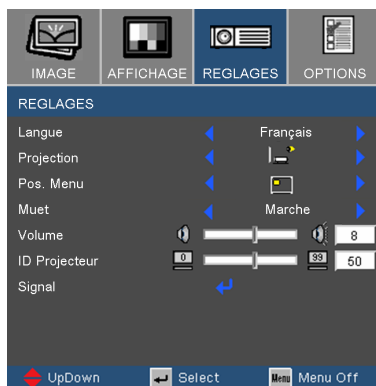 IMAGE AFFICHAGE REGLAGES OPTIONS
REGLAGES
Langue Français
Projection
Pos. Menu
Muet Marche
Volume 8
ID Projecteur 0 99 50
Signal
UpDown Select Menu Menu Off